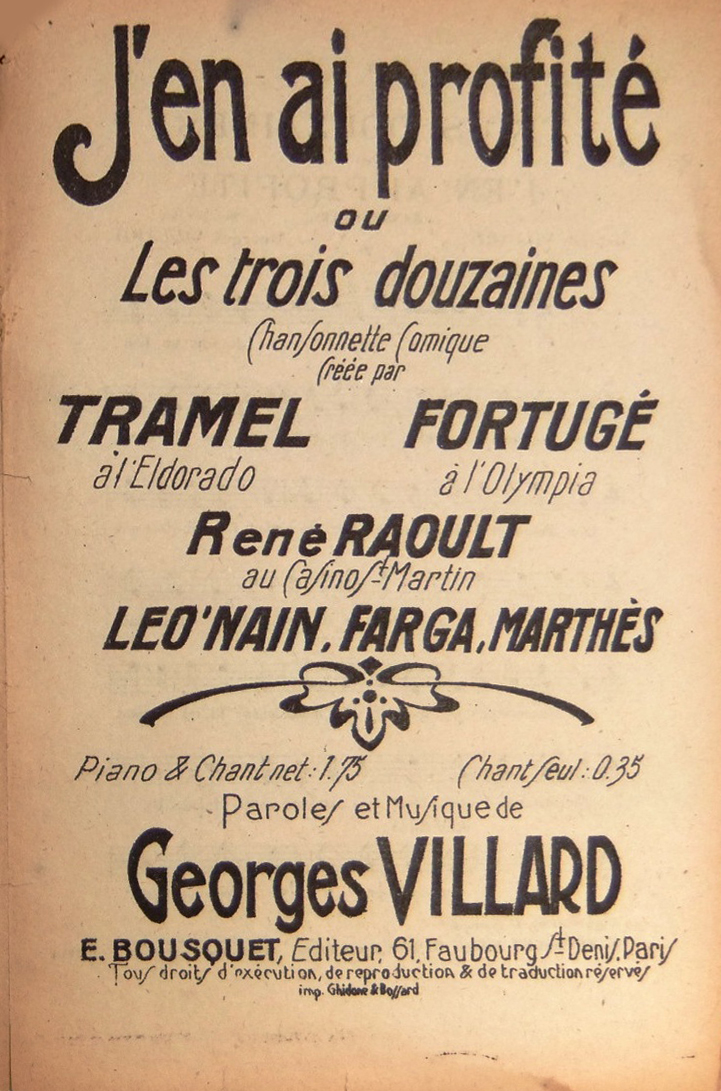 J'en ai profité
ou
Les trois douzaines
Chansonnette Comique
Créée par
TRAMEL FORTUGÉ
à l'Eldorado à l'Olympia
René RAOULT
au Casino St Martin
LEO'NAIN, FARGA, MARTHÈS
Piano & Chant net: 1.75 Chant seul: 0.35
Paroles et Musique de
Georges VILLARD
E. BOUSQUET, Editeur, 61, Faubourg St Denis, Paris
Tous droits d'exécution, de reproduction & de traduction réservés
imp. Ghidone & Bossard